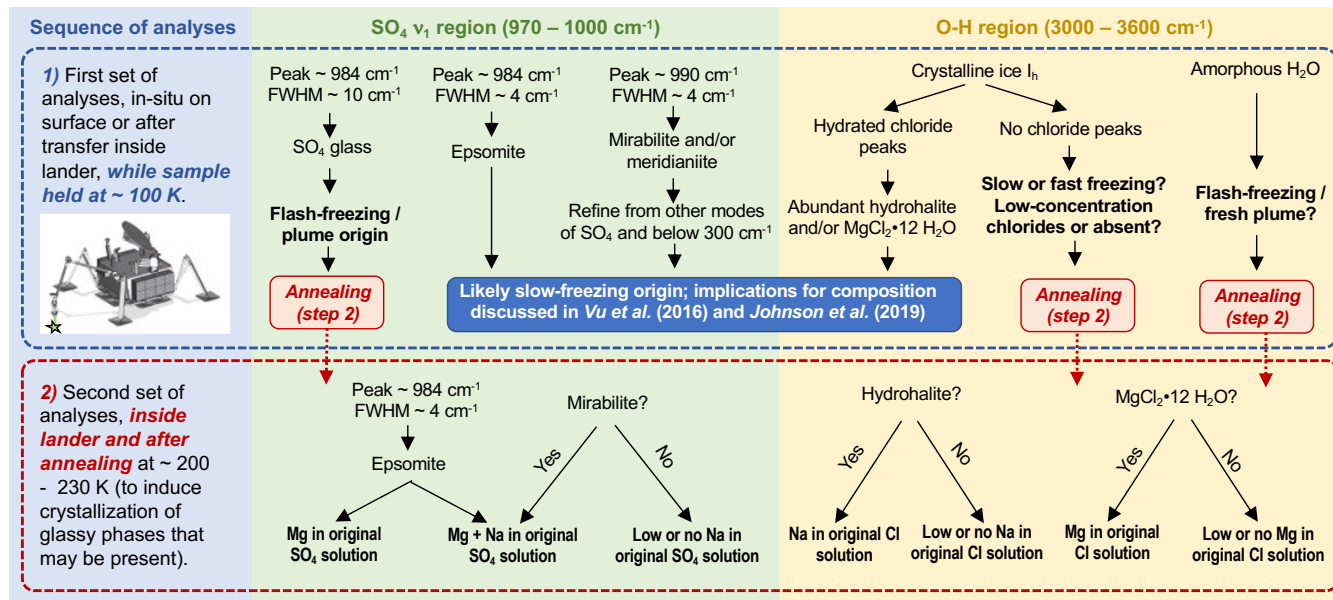 Sequence of analyses
SO₄ ν₁ region (970 – 1000 cm⁻¹)
O-H region (3000 – 3600 cm⁻¹)
1) First set of
analyses, in-situ on
surface or after
transfer inside
lander, while sample
held at ~ 100 K.
Peak ~ 984 cm⁻¹
FWHM ~ 10 cm⁻¹
SO₄ glass
Flash-freezing /
plume origin
Annealing
(step 2)
Peak ~ 984 cm⁻¹
FWHM ~ 4 cm⁻¹
Epsomite
Peak ~ 990 cm⁻¹
FWHM ~ 4 cm⁻¹
Mirabilite and/or
meridianiite
Refine from other modes
of SO₄ and below 300 cm⁻¹
Likely slow-freezing origin; implications for composition
discussed in Vu et al. (2016) and Johnson et al. (2019)
Crystalline ice Iₕ
Hydrated chloride
peaks
Abundant hydrohalite
and/or MgCl₂•12 H₂O
No chloride peaks
Slow or fast freezing?
Low-concentration
chlorides or absent?
Annealing
(step 2)
Amorphous H₂O
Flash-freezing /
fresh plume?
Annealing
(step 2)
2) Second set of
analyses, inside
lander and after
annealing at ~ 200
- 230 K (to induce
crystallization of
glassy phases that
may be present).
Peak ~ 984 cm⁻¹
FWHM ~ 4 cm⁻¹
Epsomite
Mirabilite?
Yes
No
Mg in original
SO₄ solution
Mg + Na in original
SO₄ solution
Low or no Na in
original SO₄ solution
Hydrohalite?
Yes
No
Na in original Cl
solution
Low or no Na in
original Cl solution
MgCl₂•12 H₂O?
Yes
No
Mg in original
Cl solution
Low or no Mg in
original Cl solution